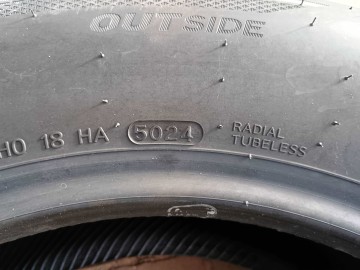 OUTSIDE
H0 18 HA 5024 RADIAL
TUBELESS